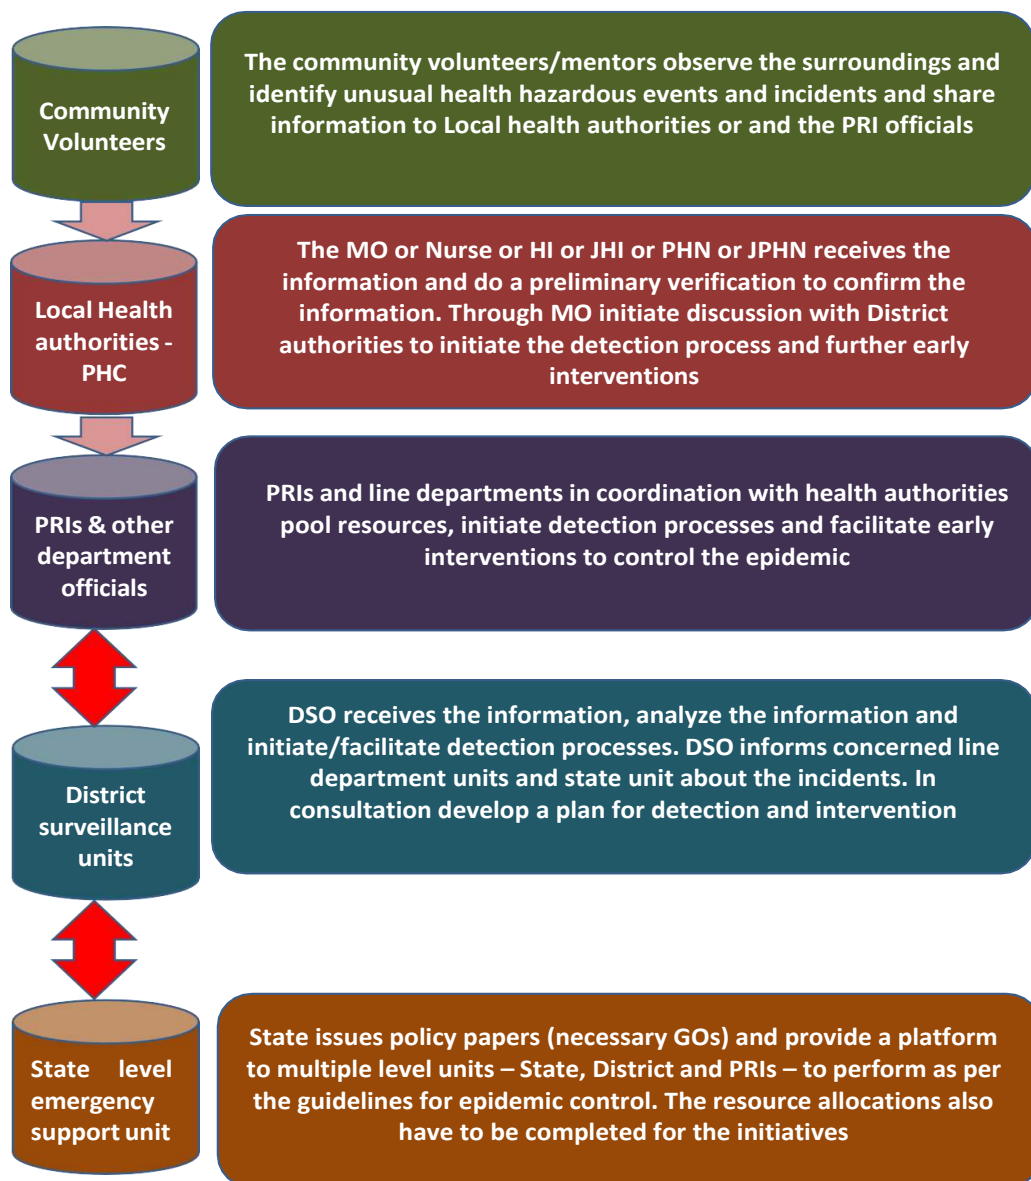 Community
Volunteers
The community volunteers/mentors observe the surroundings and
identify unusual health hazardous events and incidents and share
information to Local health authorities or and the PRI officials
Local Health
authorities -
PHC
The MO or Nurse or HI or JHI or PHN or JPHN receives the
information and do a preliminary verification to confirm the
information. Through MO initiate discussion with District
authorities to initiate the detection process and further early
interventions
PRIs & other
department
officials
PRIs and line departments in coordination with health authorities
pool resources, initiate detection processes and facilitate early
interventions to control the epidemic
District
surveillance
units
DSO receives the information, analyze the information and
initiate/facilitate detection processes. DSO informs concerned line
department units and state unit about the incidents. In
consultation develop a plan for detection and intervention
State level
emergency
support unit
State issues policy papers (necessary GOs) and provide a platform
to multiple level units – State, District and PRIs – to perform as per
the guidelines for epidemic control. The resource allocations also
have to be completed for the initiatives